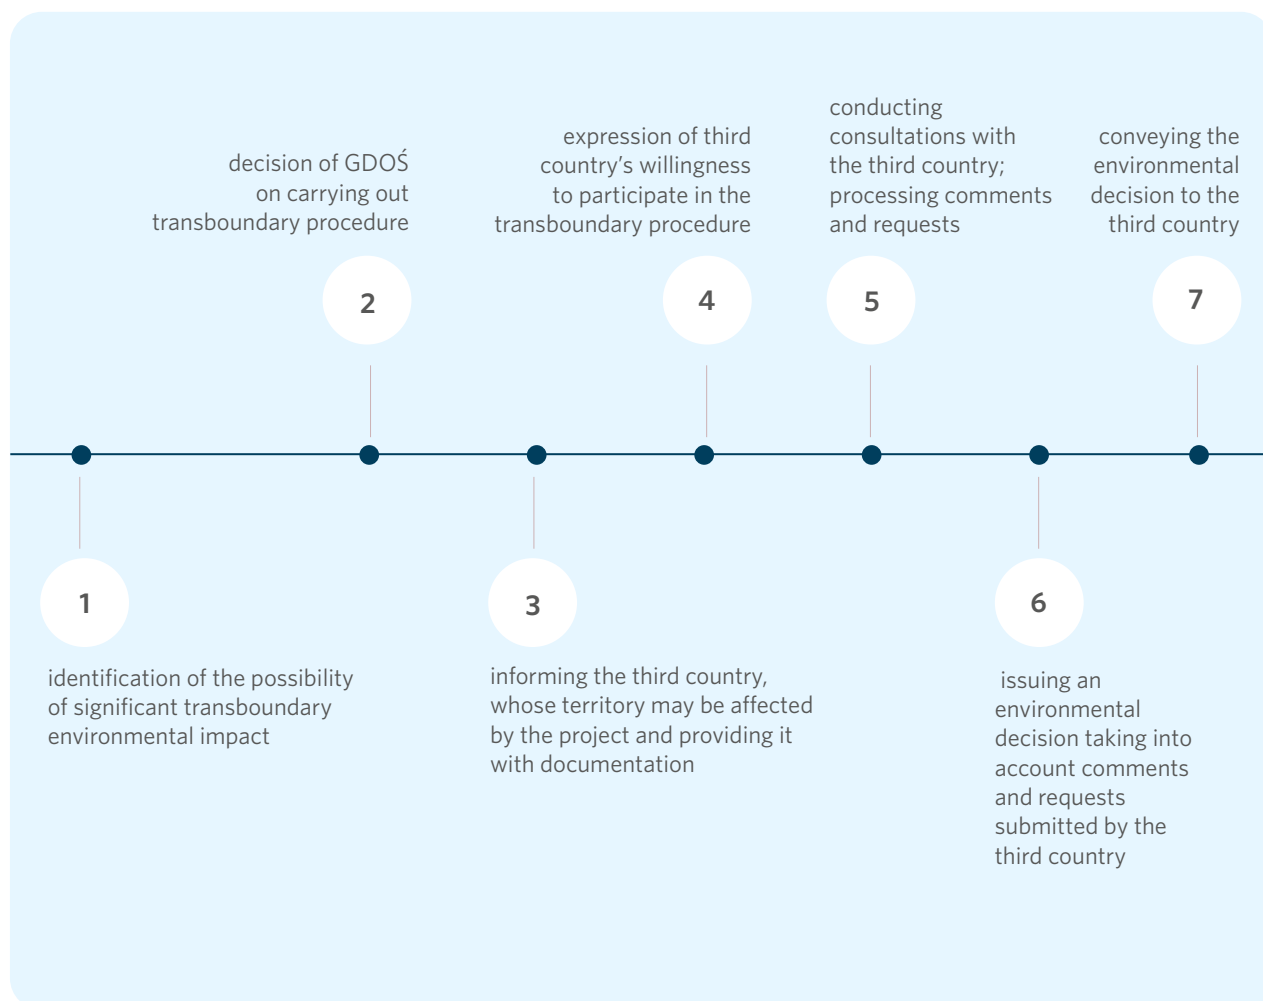 identification of the possibility
of significant transboundary
environmental impact
1
decision of GDOŚ
on carrying out
transboundary procedure
2
3
informing the third country,
whose territory may be affected
by the project and providing it
with documentation
expression of third
country's willingness
to participate in the
transboundary procedure
4
conducting
consultations with
the third country;
processing comments
and requests
5
6
issuing an
environmental
decision taking into
account comments
and requests
submitted by the
third country
conveying the
environmental
decision to the
third country
7